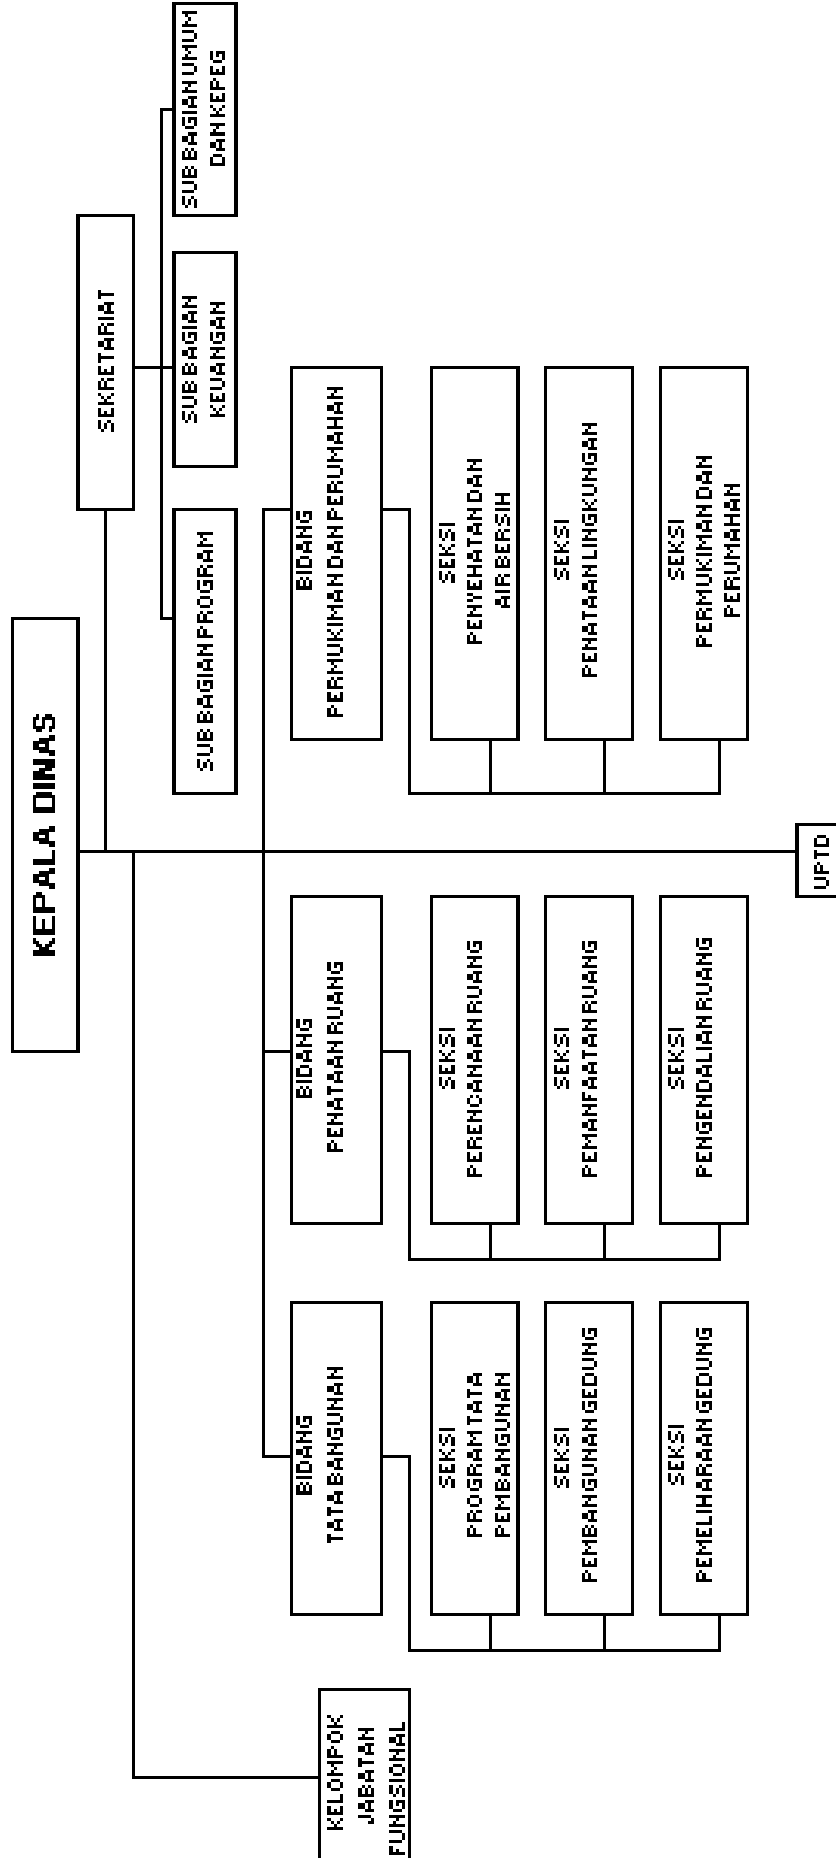 KEPALA DINAS
SEKRETARIAT
SUB BAGIAN PROGRAM
SUB BAGIAN
KEUANGAN
SUB BAGIAN UMUM
DAN KEPEG
KELOMPOK
JABATAN
FUNGSIONAL
BIDANG
TATA BANGUNAN
SEKSI
PROGRAM TATA
PEMBANGUNAN
SEKSI
PEMBANGUNAN GEDUNG
SEKSI
PEMELIHARAAN GEDUNG
BIDANG
PENATAAN RUANG
SEKSI
PERENCANAAN RUANG
SEKSI
PEMANFAATAN RUANG
SEKSI
PENGENDALIAN RUANG
BIDANG
PERMUKIMAN DAN PERUMAHAN
SEKSI
PENYEHATAN DAN
AIR BERSIH
SEKSI
PENATAAN LINGKUNGAN
SEKSI
PERMUKIMAN DAN
PERUMAHAN
UPTD